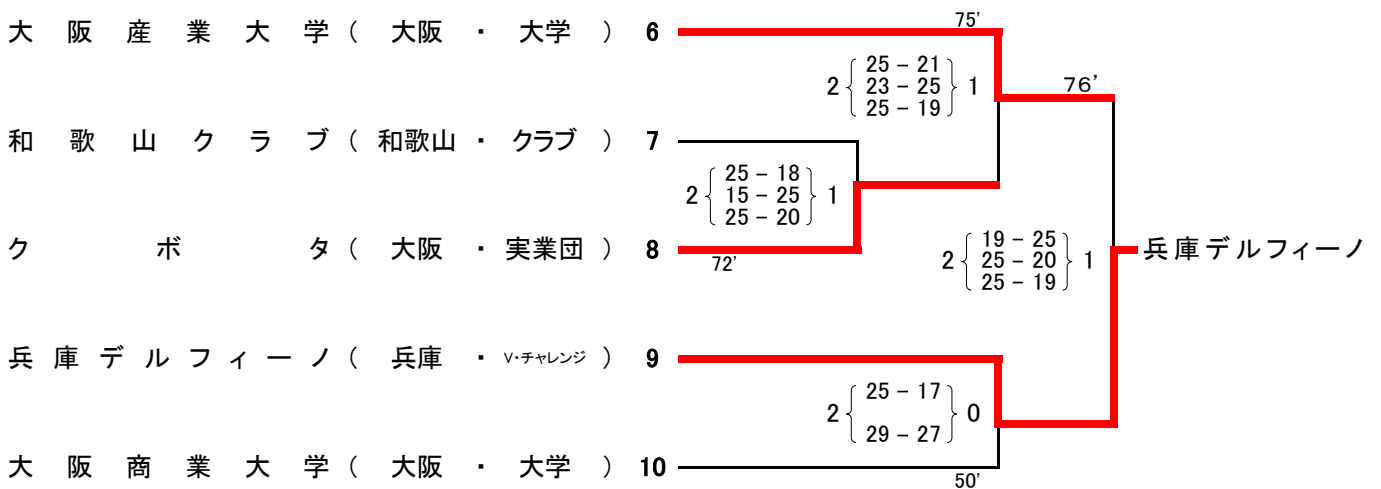 大阪産業大学 ( 大阪 ・ 大学 ) 6
75'
2 { 25 − 21 } 1
23 − 25
25 − 19
76’
和歌山クラブ ( 和歌山 ・ クラブ ) 7
2 { 25 − 18 } 1
15 − 25
25 − 20
クボタ ( 大阪 ・ 実業団 ) 8
72'
2 { 19 − 25 } 1
25 − 20
25 − 19
兵庫デルフィーノ
兵庫デルフィーノ ( 兵庫 ・ V・チャレンジ ) 9
2 { 25 − 17 } 0
29 − 27
大阪商業大学 ( 大阪 ・ 大学 ) 10
50'